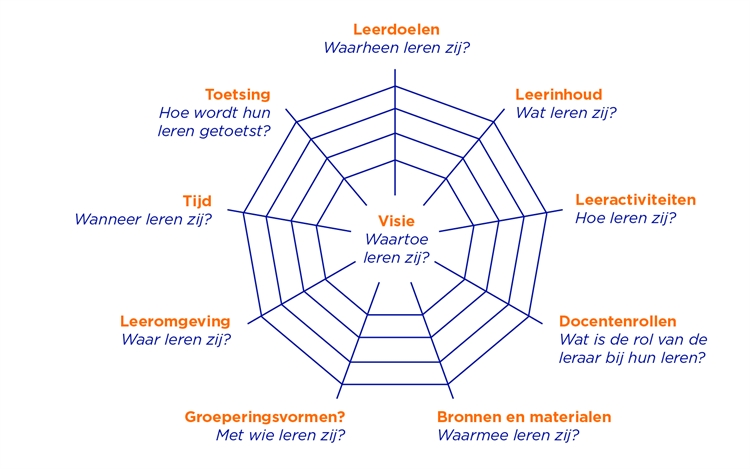 Leerdoelen
Waarheen leren zij?
Leerinhoud
Wat leren zij?
Leeractiviteiten
Hoe leren zij?
Docentenrollen
Wat is de rol van de
leraar bij hun leren?
Bronnen en materialen
Waarmee leren zij?
Groeperingsvormen?
Met wie leren zij?
Leeromgeving
Waar leren zij?
Tijd
Wanneer leren zij?
Toetsing
Hoe wordt hun
leren getoetst?
Visie
Waartoe
leren zij?